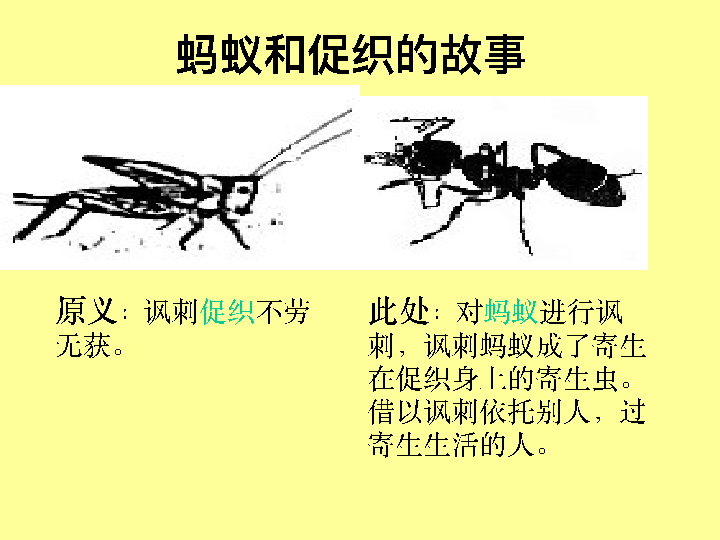 蚂蚁和促织的故事
原义：讽刺促织不劳
无获。
此处：对蚂蚁进行讽
刺，讽刺蚂蚁成了寄生
在促织身上的寄生虫。
借以讽刺依托别人，过
寄生生活的人。